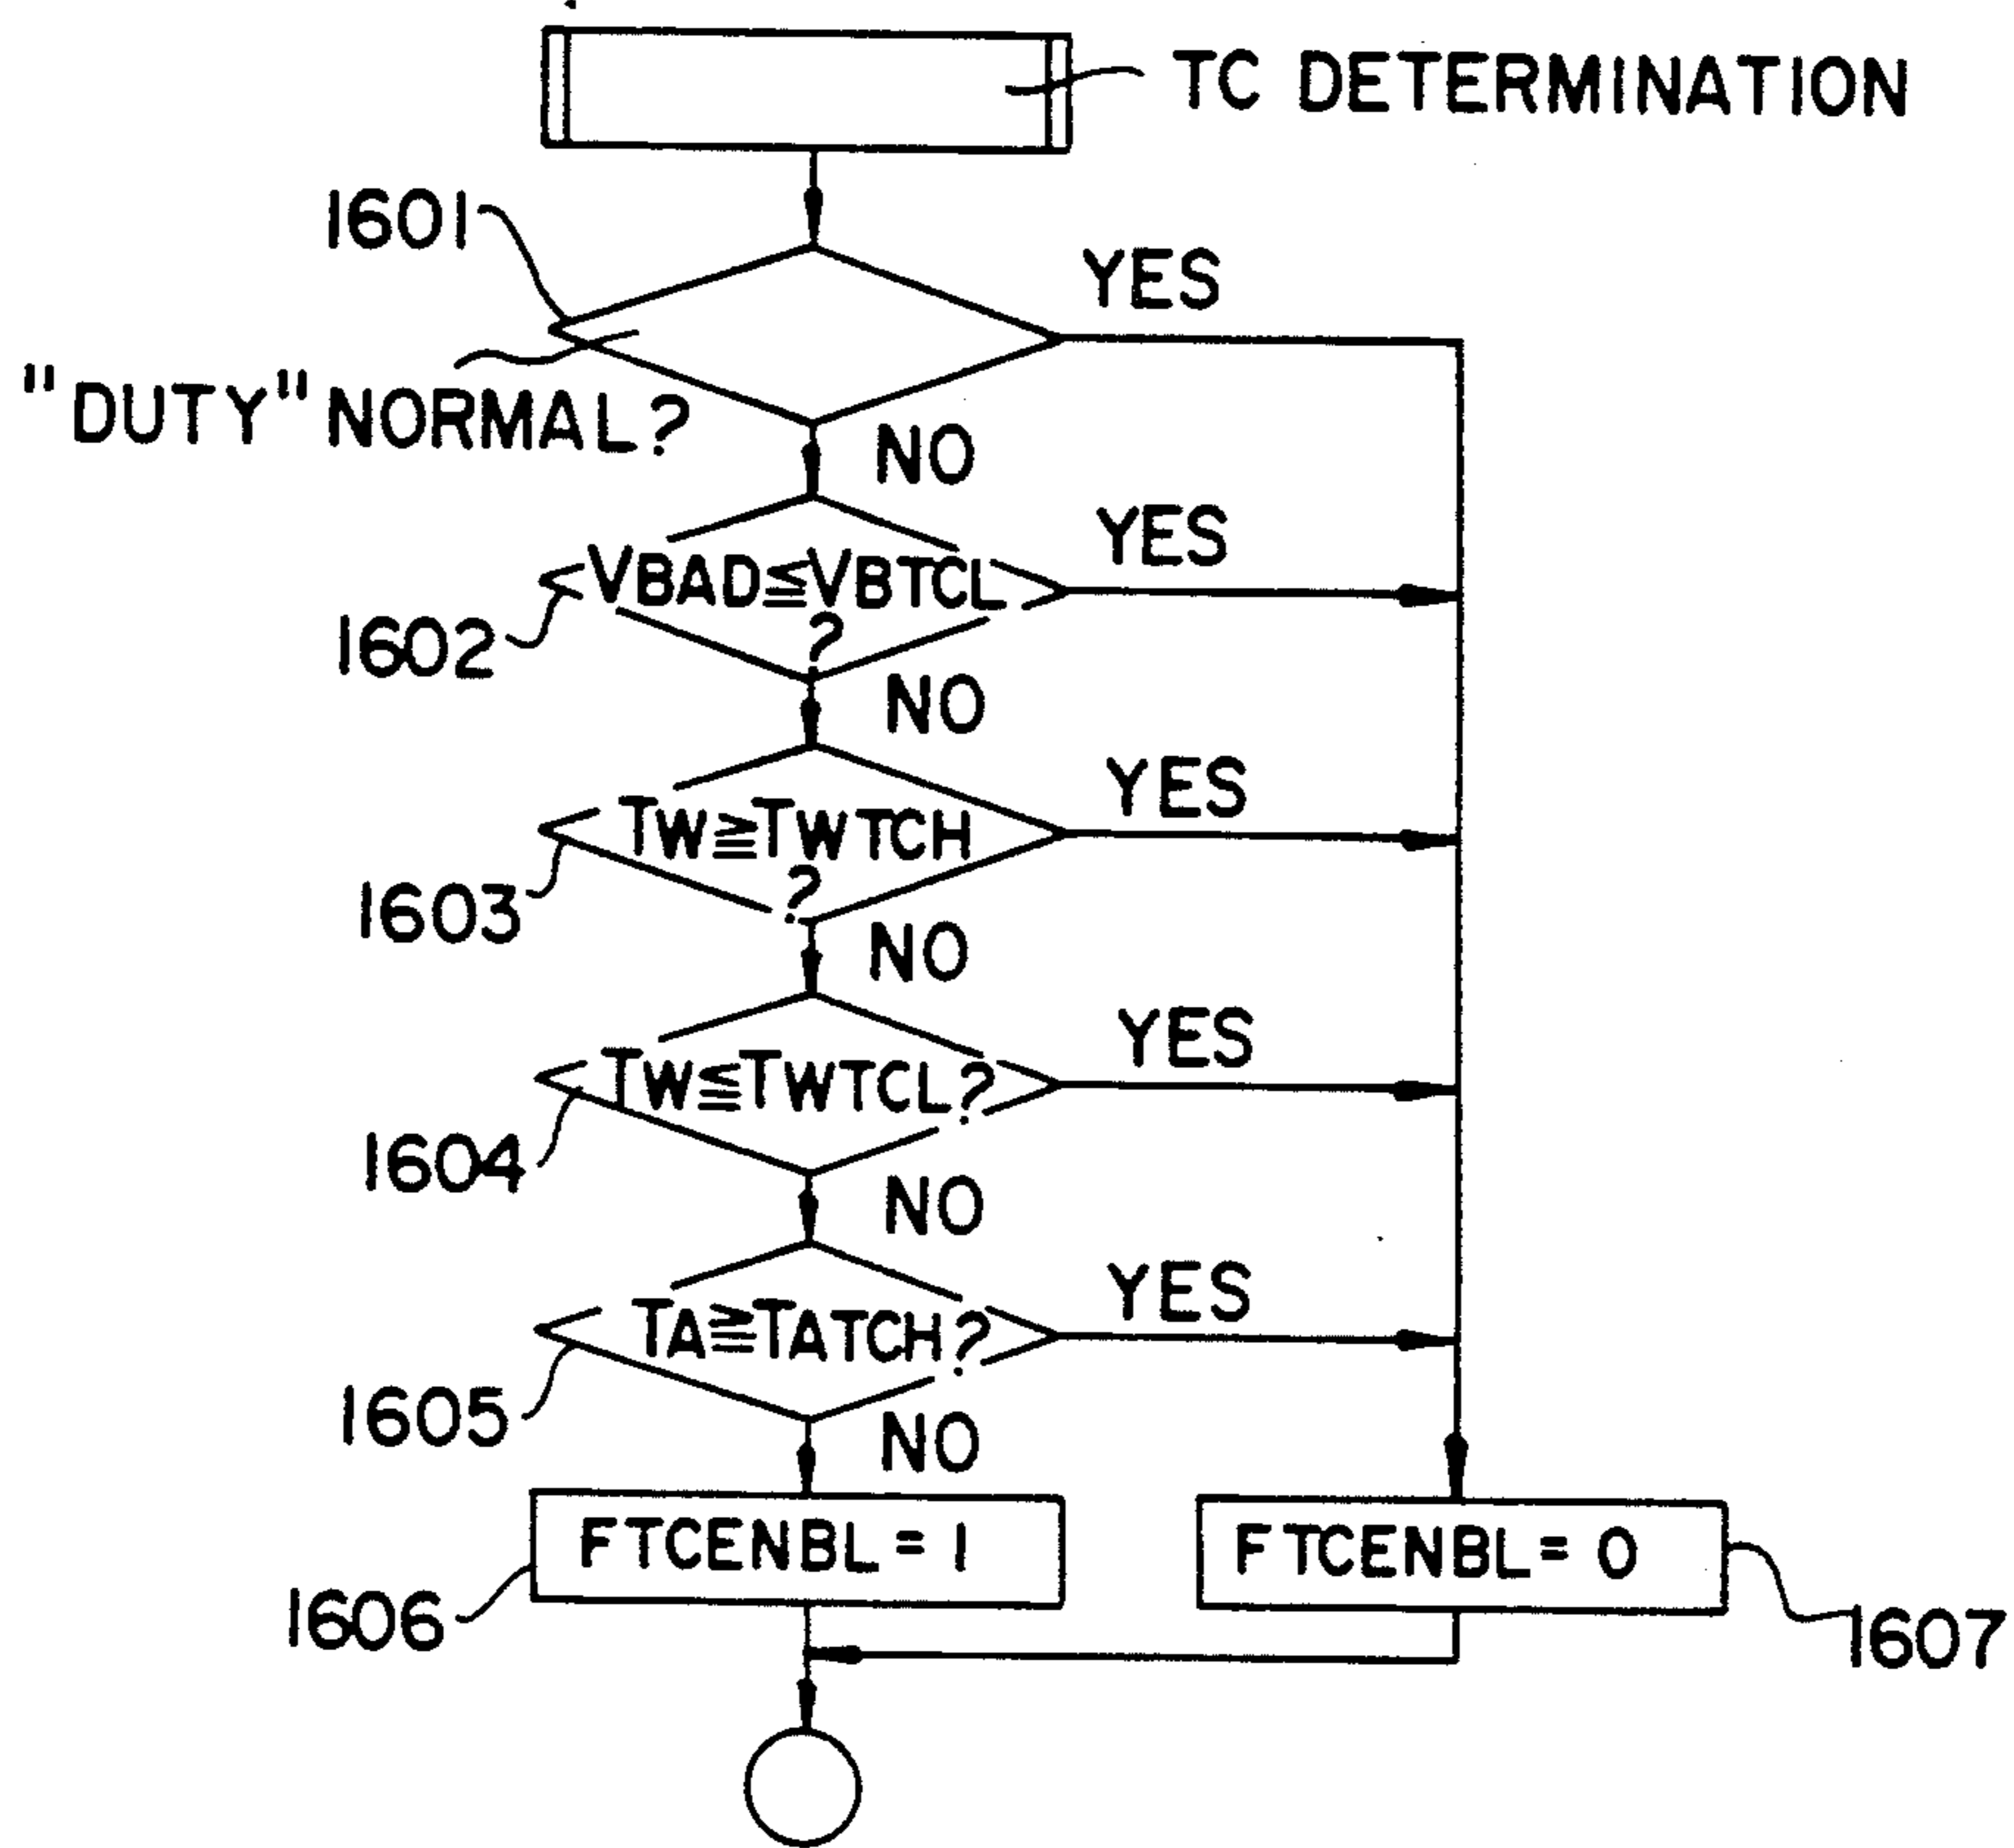 TC DETERMINATION
1601
YES
"DUTY" NORMAL?
NO
YES
VBAD≦VBTCL
?
1602
NO
YES
TW≧TWTCH
?
1603
NO
YES
TW≦TWTCL?
1604
NO
YES
TA≧TATCH?
1605
NO
FTCENBL=1
FTCENBL=0
1606
1607